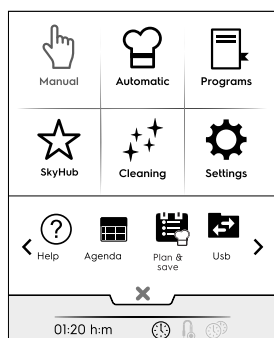 Manual Automatic Programs
SkyHub Cleaning Settings
Help Agenda Plan & save Usb
01:20 h:m